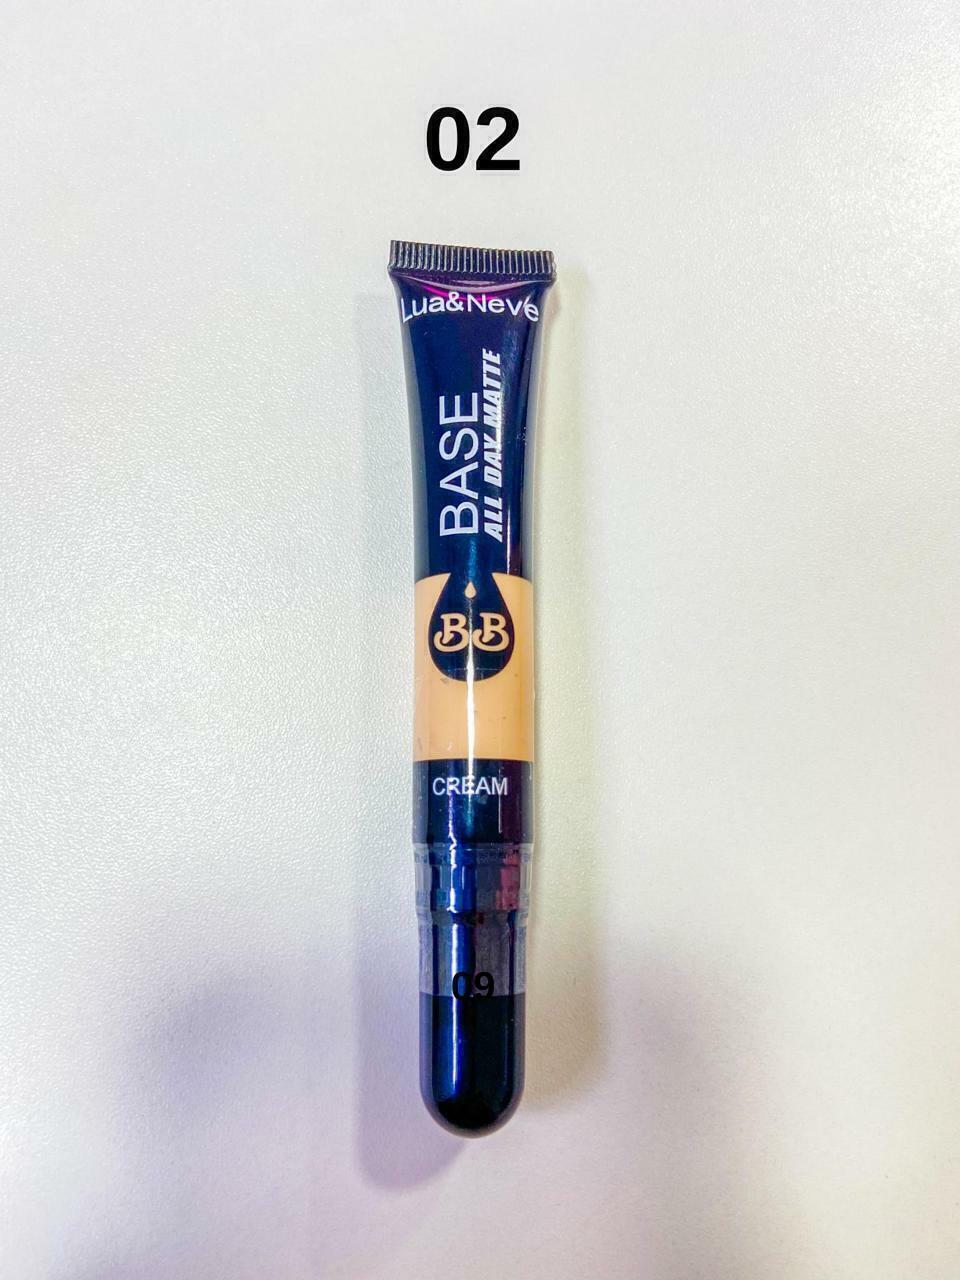 02
Lua&Neve
BASE
ALL DAY MATTE
BB
CREAM
09